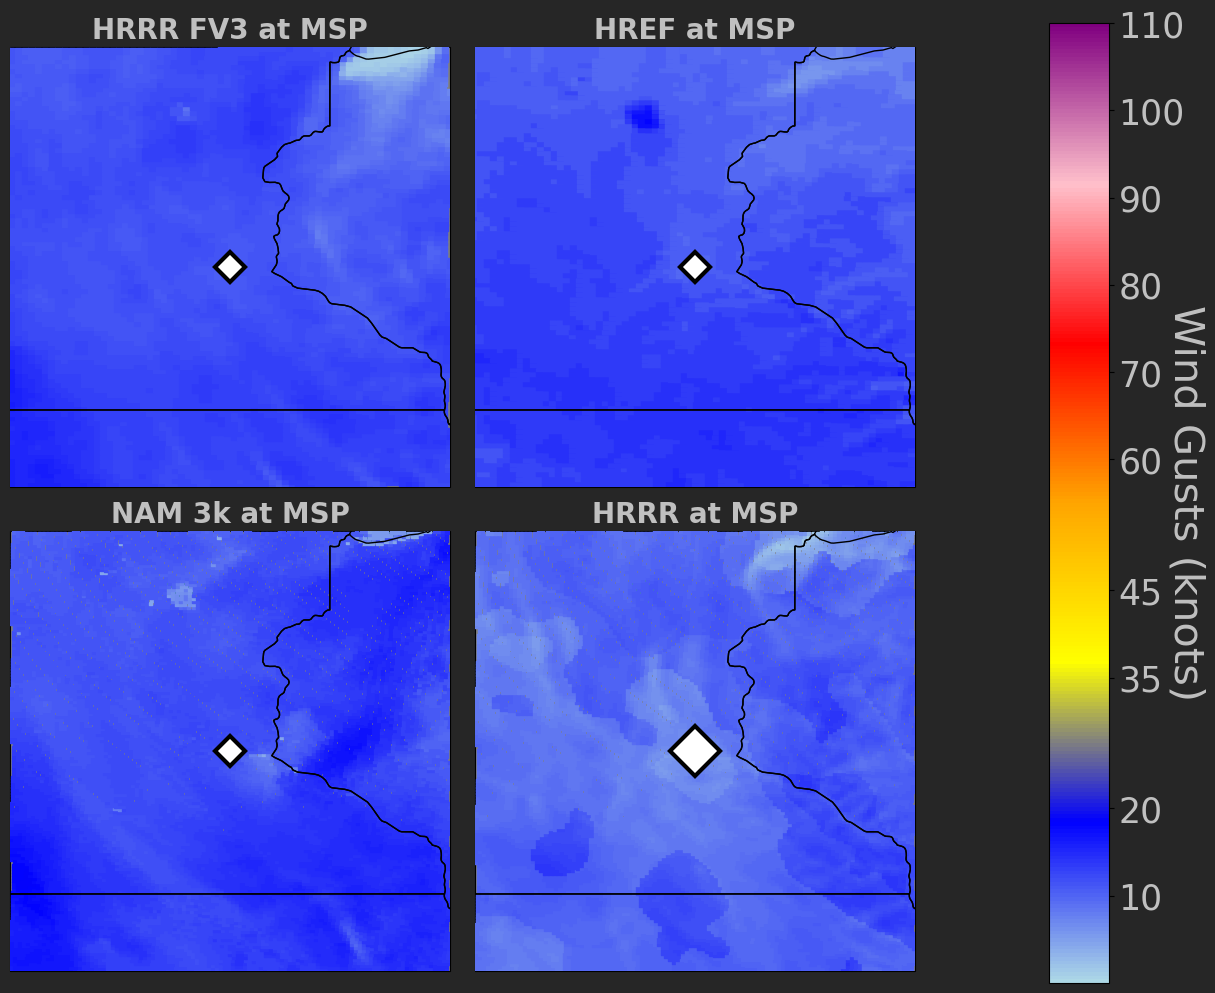 HRRR FV3 at MSP
HREF at MSP
NAM 3k at MSP
HRRR at MSP
110
100
90
80
70
60
45
35
20
10
Wind Gusts (knots)